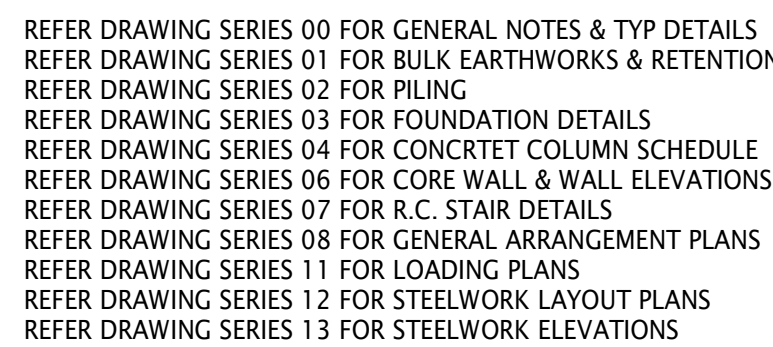 REFER DRAWING SERIES 00 FOR GENERAL NOTES & TYP DETAILS
REFER DRAWING SERIES 01 FOR BULK EARTHWORKS & RETENTION
REFER DRAWING SERIES 02 FOR PILING
REFER DRAWING SERIES 03 FOR FOUNDATION DETAILS
REFER DRAWING SERIES 04 FOR CONCRTET COLUMN SCHEDULE
REFER DRAWING SERIES 06 FOR CORE WALL & WALL ELEVATIONS
REFER DRAWING SERIES 07 FOR R.C. STAIR DETAILS
REFER DRAWING SERIES 08 FOR GENERAL ARRANGEMENT PLANS
REFER DRAWING SERIES 11 FOR LOADING PLANS
REFER DRAWING SERIES 12 FOR STEELWORK LAYOUT PLANS
REFER DRAWING SERIES 13 FOR STEELWORK ELEVATIONS